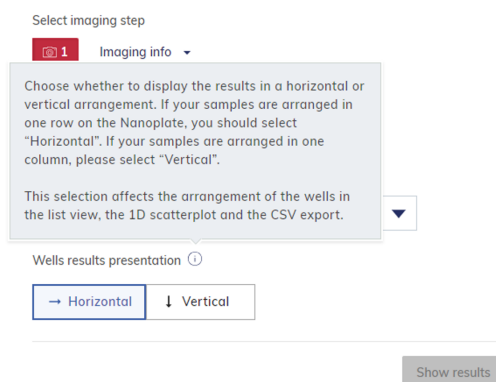 Select imaging step
1 Imaging info
Choose whether to display the results in a horizontal or
vertical arrangement. If your samples are arranged in
one row on the Nanoplate, you should select
“Horizontal”. If your samples are arranged in one
column, please select “Vertical”.
This selection affects the arrangement of the wells in
the list view, the 1D scatterplot and the CSV export.
Wells results presentation i
→ Horizontal ↓ Vertical
Show results